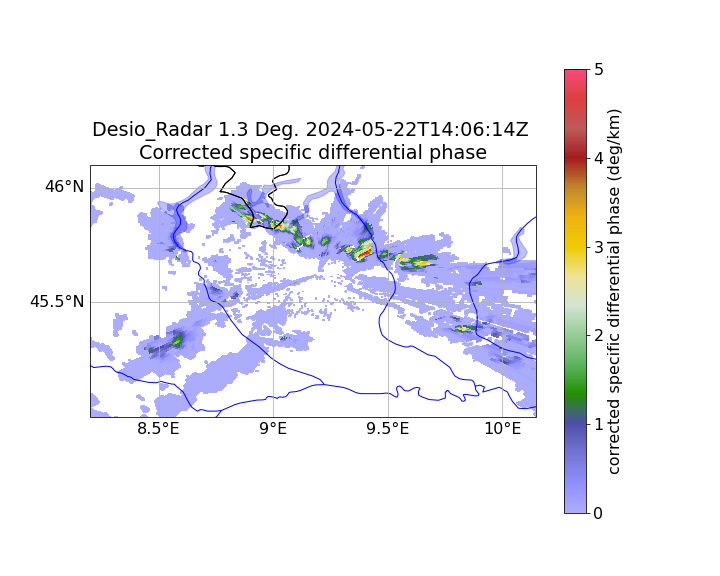 Desio_Radar 1.3 Deg. 2024-05-22T14:06:14Z
Corrected specific differential phase
46°N
45.5°N
8.5°E
9°E
9.5°E
10°E
5
4
3
2
1
0
corrected specific differential phase (deg/km)